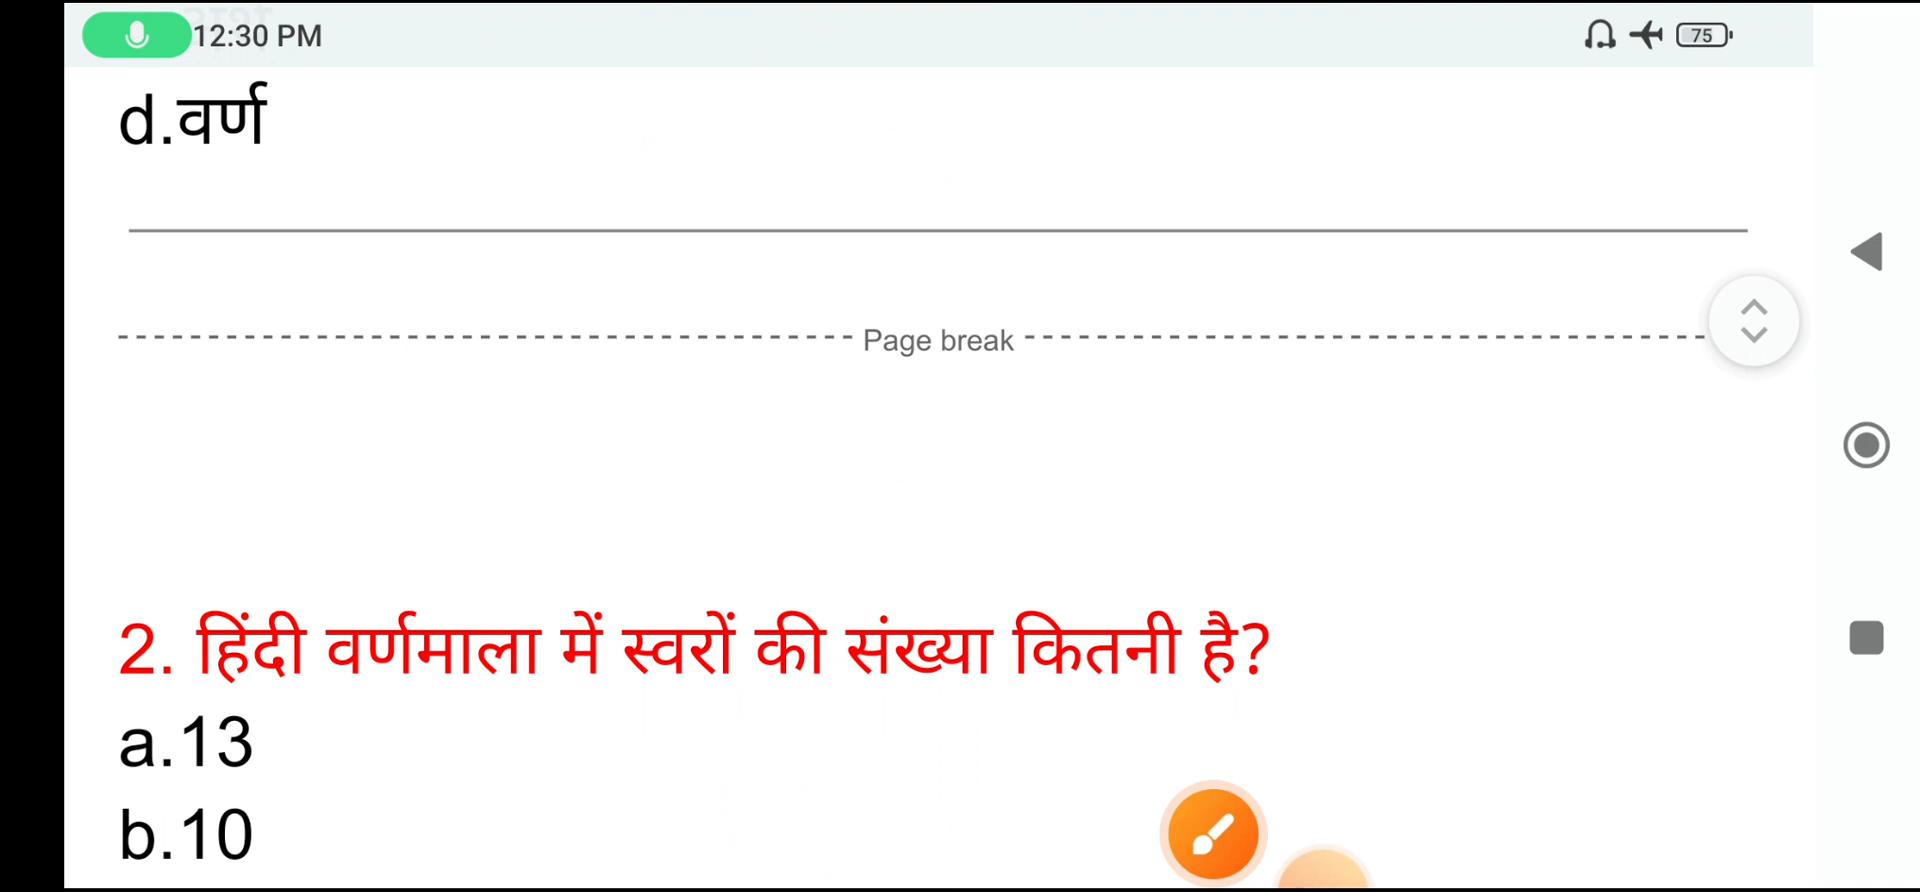 12:30 PM
75
d.वर्ण
Page break
2. हिंदी वर्णमाला में स्वरों की संख्या कितनी है?
a.13
b.10